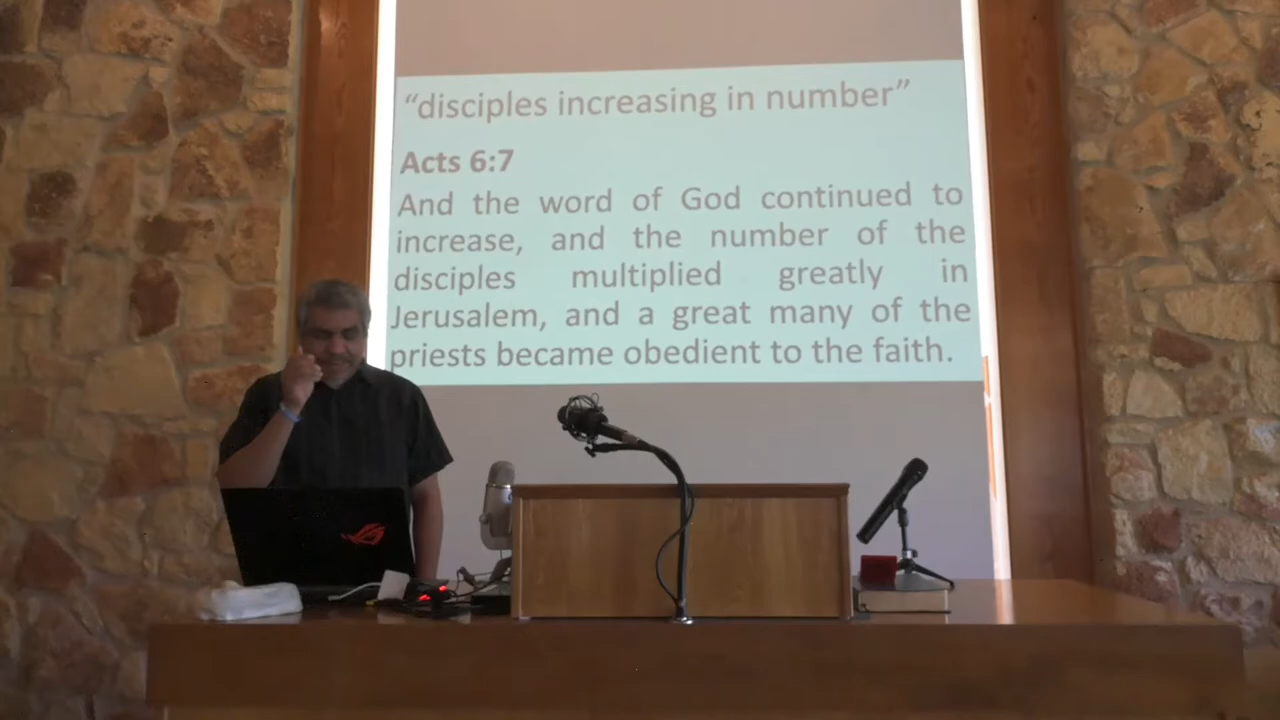 “disciples increasing in number”
Acts 6:7
And the word of God continued to
increase, and the number of the
disciples multiplied greatly in
Jerusalem, and a great many of the
priests became obedient to the faith.